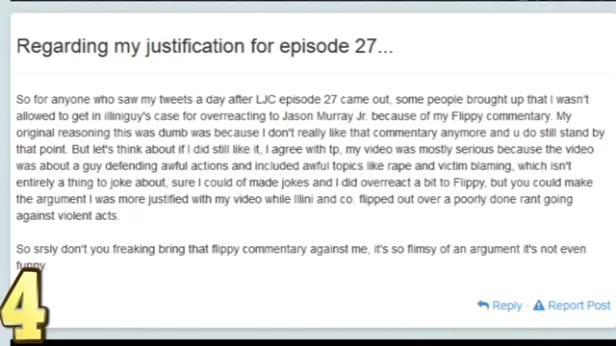 Regarding my justification for episode 27...
So for anyone who saw my tweets a day after LJC episode 27 came out, some people brought up that I wasn't
allowed to get in illiniguy's case for overreacting to Jason Murray Jr. because of my Flippy commentary. My
original reasoning this was dumb was because I don't really like that commentary anymore and u do still stand by
that point. But let's think about if I did still like it, I agree with tp, my video was mostly serious because the video
was about a guy defending awful actions and included awful topics like rape and victim blaming, which isn't
entirely a thing to joke about, sure I could of made jokes and I did overreact a bit to Flippy, but you could make
the argument I was more justified with my video while Illini and co. flipped out over a poorly done rant going
against violent acts.
So srsly don't you freaking bring that flippy commentary against me, it's so flimsy of an argument it's not even
funny.
Reply · Report Post
4